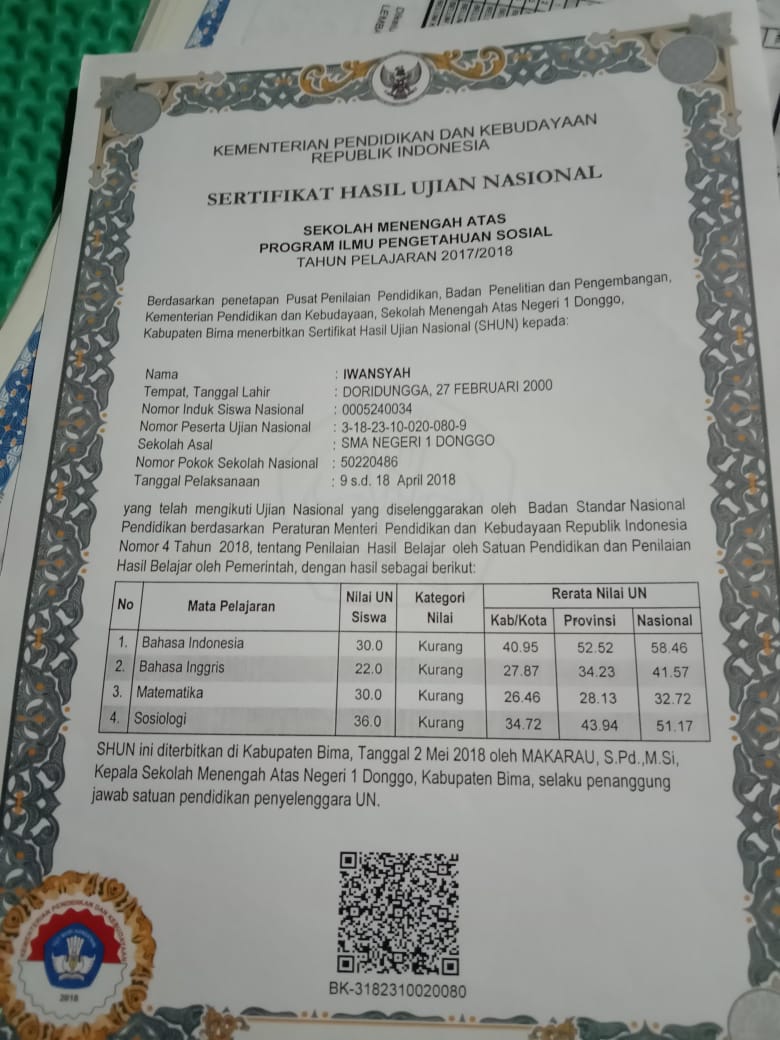 KEMENTERIAN PENDIDIKAN DAN KEBUDAYAAN
REPUBLIK INDONESIA
SERTIFIKAT HASIL UJIAN NASIONAL
SEKOLAH MENENGAH ATAS
PROGRAM ILMU PENGETAHUAN SOSIAL
TAHUN PELAJARAN 2017/2018
Berdasarkan penetapan Pusat Penilaian Pendidikan, Badan Penelitian dan Pengembangan,
Kementerian Pendidikan dan Kebudayaan, Sekolah Menengah Atas Negeri 1 Donggo,
Kabupaten Bima menerbitkan Sertifikat Hasil Ujian Nasional (SHUN) kepada:
Nama : IWANSYAH
Tempat, Tanggal Lahir : DORIDUNGGA, 27 FEBRUARI 2000
Nomor Induk Siswa Nasional : 0005240034
Nomor Peserta Ujian Nasional : 3-18-23-10-020-080-9
Sekolah Asal : SMA NEGERI 1 DONGGO
Nomor Pokok Sekolah Nasional : 50220486
Tanggal Pelaksanaan : 9 s.d. 18 April 2018
yang telah mengikuti Ujian Nasional yang diselenggarakan oleh Badan Standar Nasional
Pendidikan berdasarkan Peraturan Menteri Pendidikan dan Kebudayaan Republik Indonesia
Nomor 4 Tahun 2018, tentang Penilaian Hasil Belajar oleh Satuan Pendidikan dan Penilaian
Hasil Belajar oleh Pemerintah, dengan hasil sebagai berikut:
No Mata Pelajaran Nilai UN Siswa Kategori Nilai Rerata Nilai UN
Kab/Kota Provinsi Nasional
1. Bahasa Indonesia 30.0 Kurang 40.95 52.52 58.46
2. Bahasa Inggris 22.0 Kurang 27.87 34.23 41.57
3. Matematika 30.0 Kurang 26.46 28.13 32.72
4. Sosiologi 36.0 Kurang 34.72 43.94 51.17
SHUN ini diterbitkan di Kabupaten Bima, Tanggal 2 Mei 2018 oleh MAKARAU, S.Pd.,M.Si,
Kepala Sekolah Menengah Atas Negeri 1 Donggo, Kabupaten Bima, selaku penanggung
jawab satuan pendidikan penyelenggara UN.
BK-3182310020080
KEMENTERIAN PENDIDIKAN DAN KEBUDAYAAN
2018